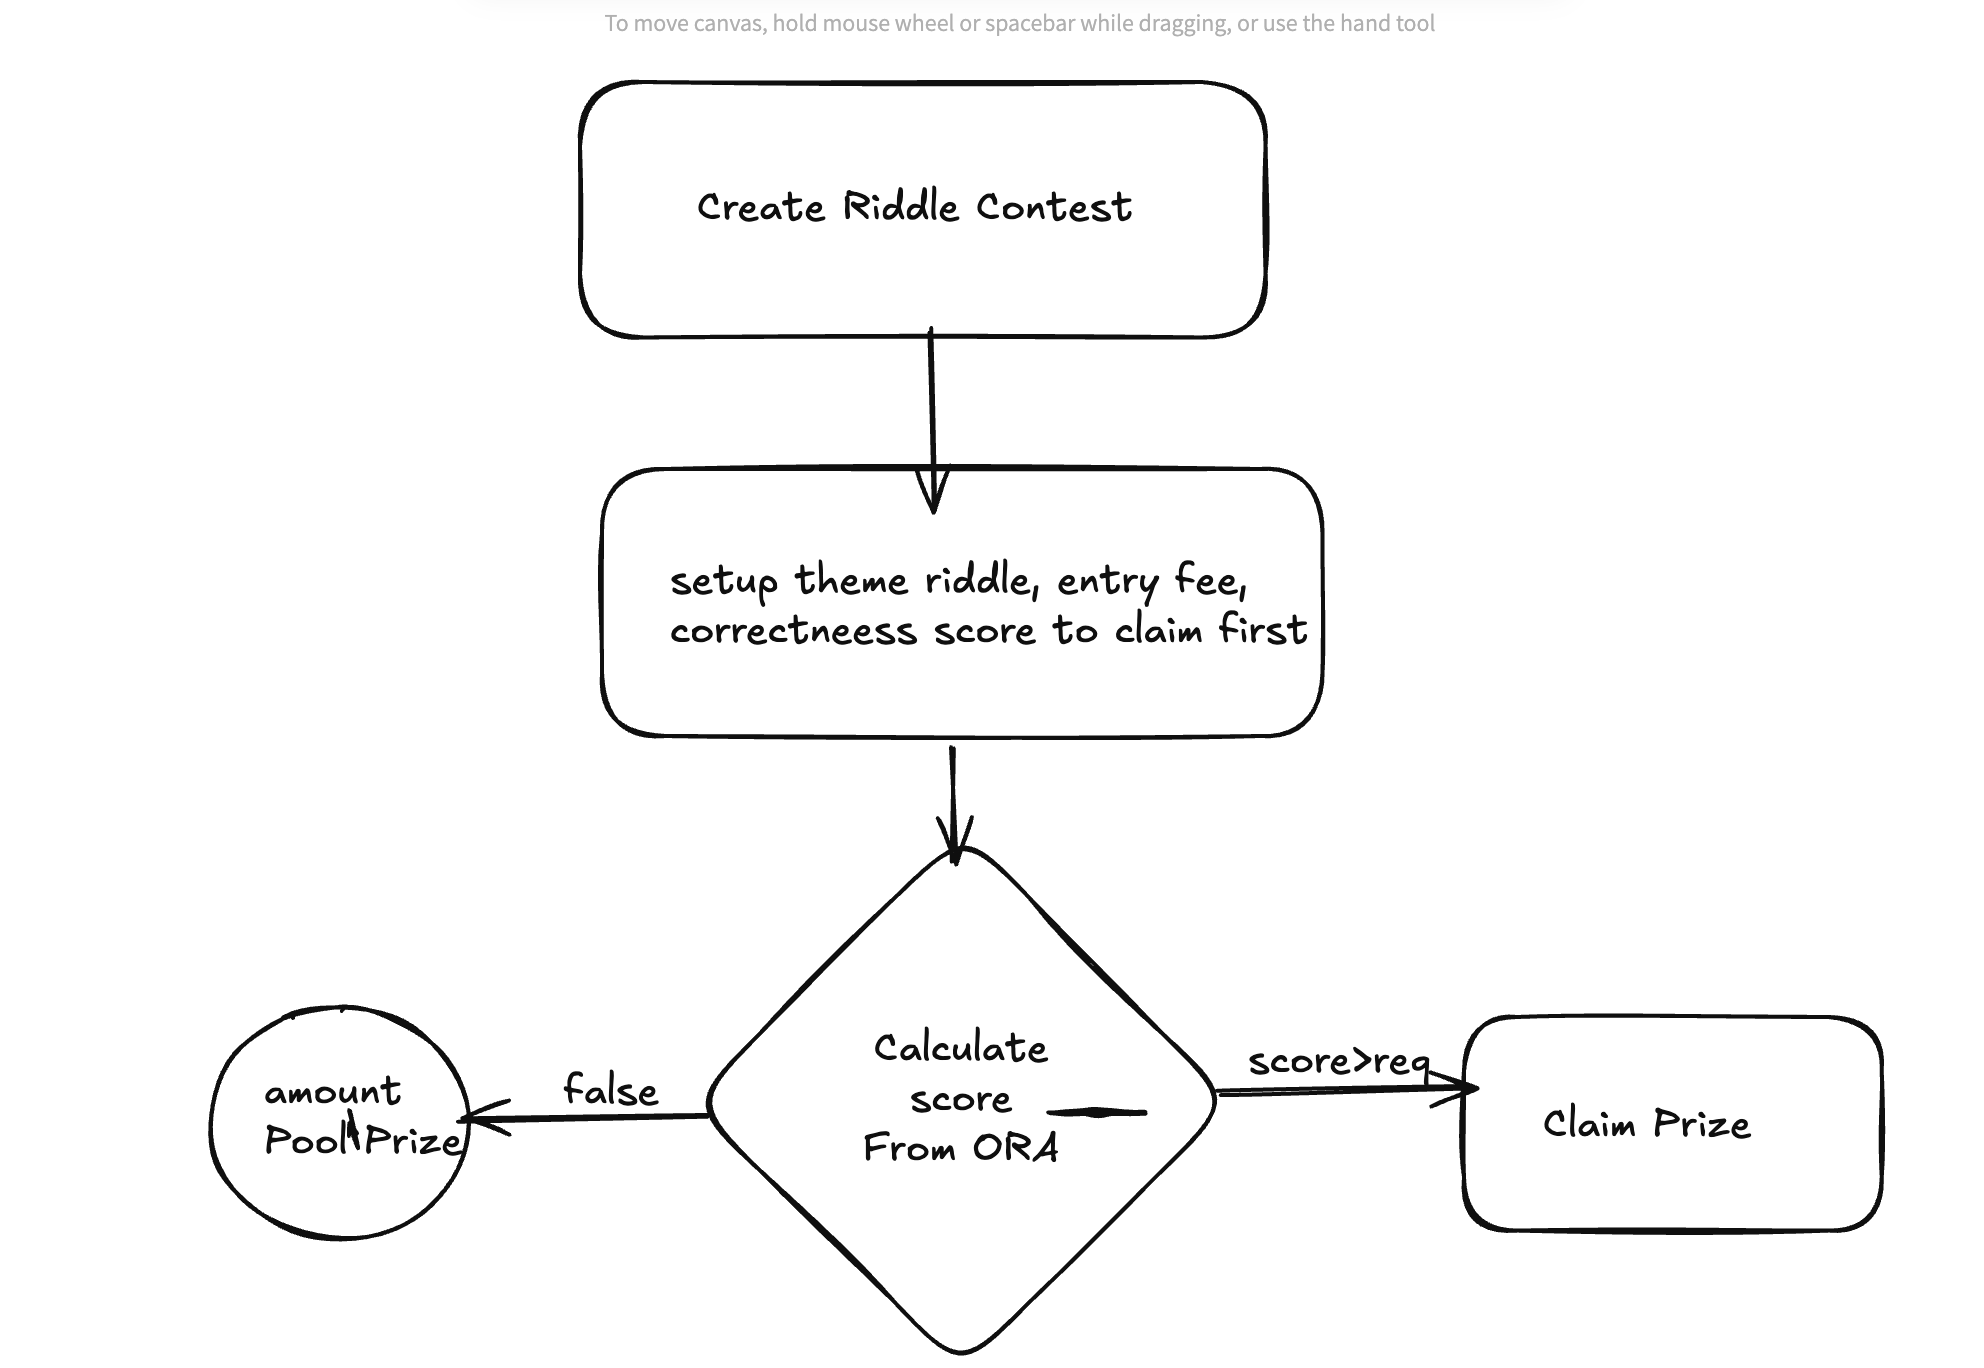 To move canvas, hold mouse wheel or spacebar while dragging, or use the hand tool
Create Riddle Contest
setup theme riddle, entry fee,
correctneess score to claim first
Calculate
score
From ORA
false
amount
Pool Prize
score>req
Claim Prize